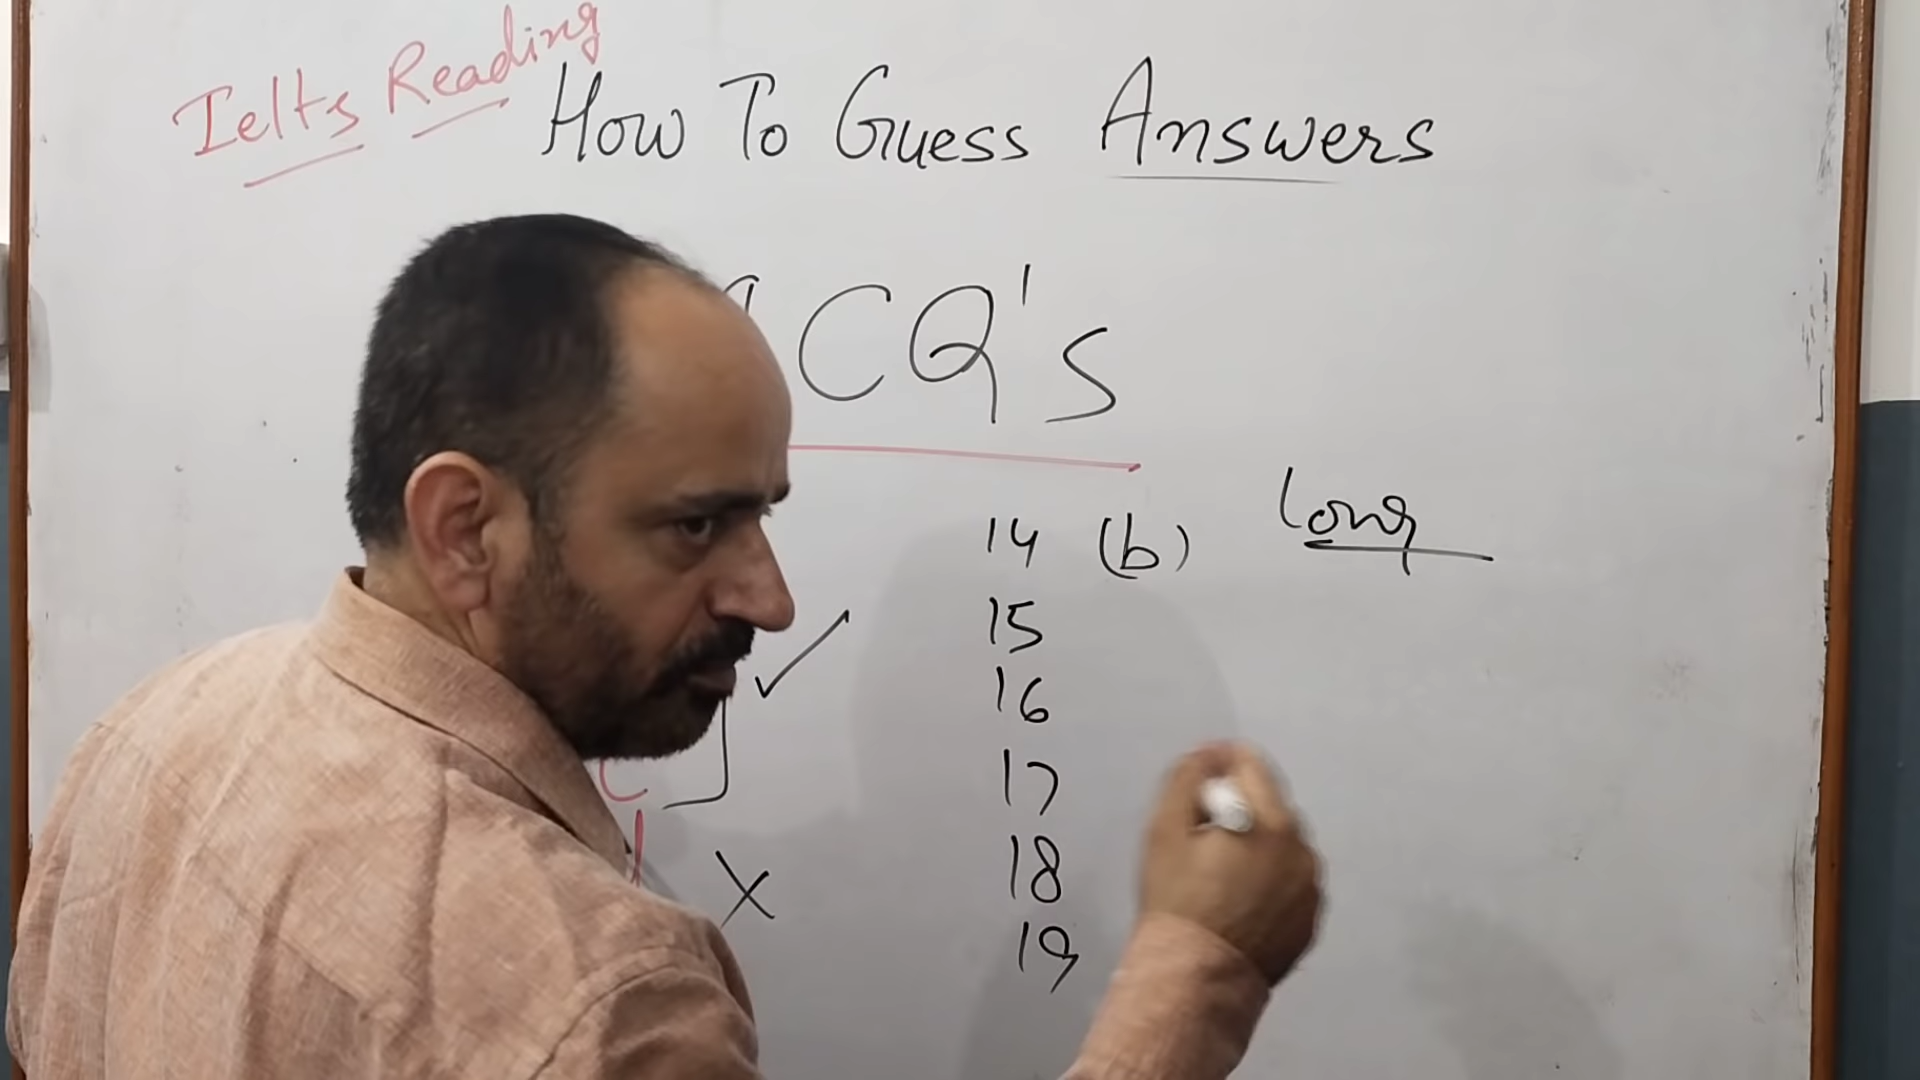 Ielts Reading
How To Guess Answers
CQ's
14 (b) Long
15
16
17
c
18
d
19